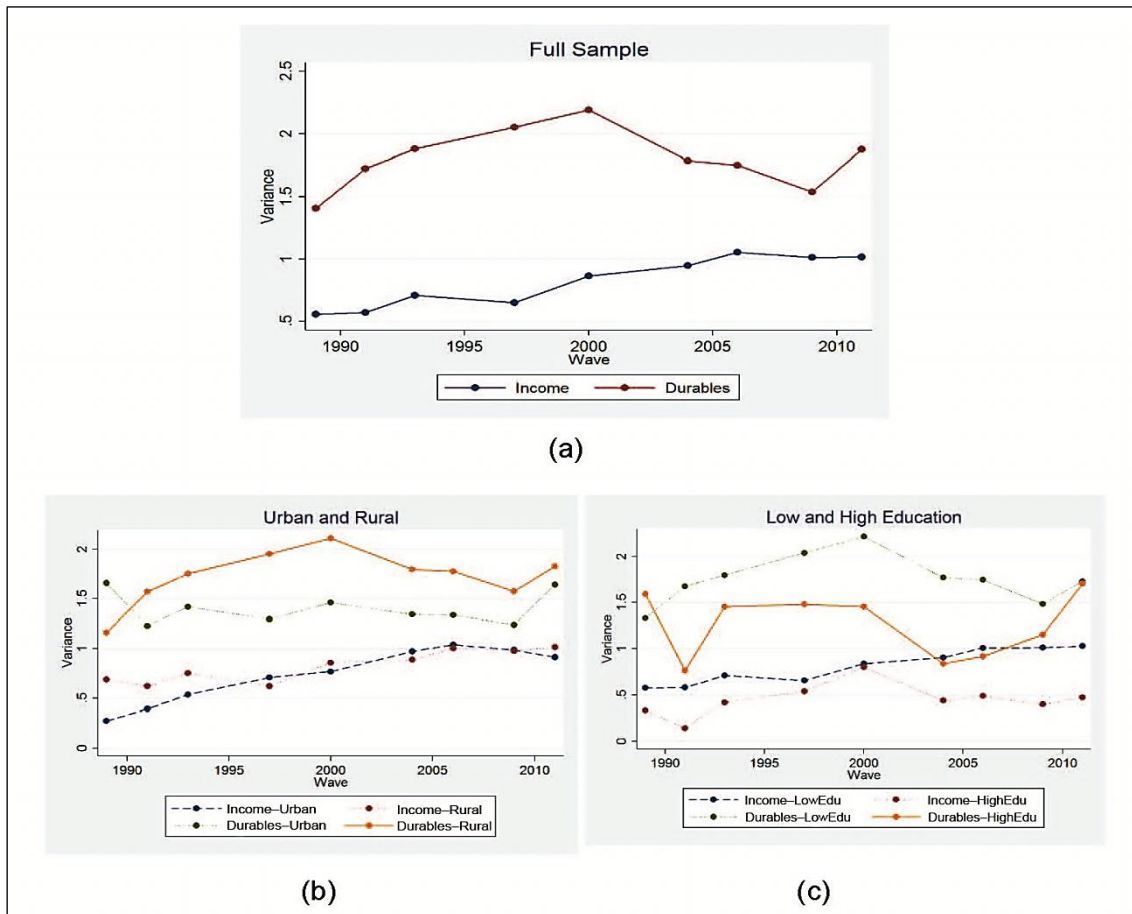 Full Sample
2.5
2
1.5
1
.5
Variance
1990 1995 2000 2005 2010
Wave
Income Durables
(a)
Urban and Rural
2
1.5
1
.5
0
Variance
1990 1995 2000 2005 2010
Wave
Income–Urban Income–Rural
Durables–Urban Durables–Rural
(b)
Low and High Education
2
1.5
1
.5
0
Variance
1990 1995 2000 2005 2010
Wave
Income–LowEdu Income–HighEdu
Durables–LowEdu Durables–HighEdu
(c)